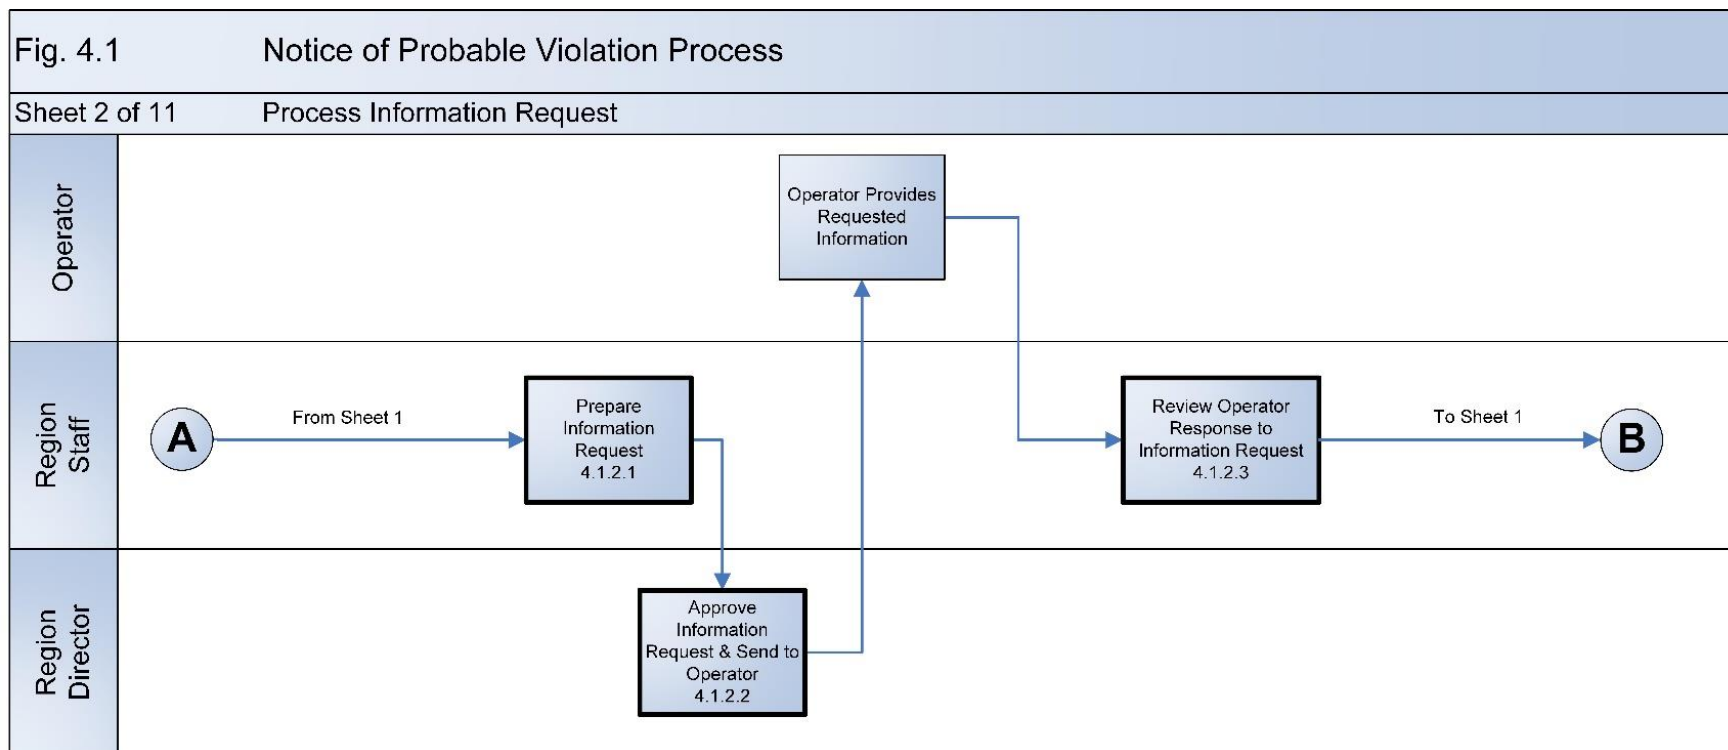 Fig. 4.1 Notice of Probable Violation Process
Sheet 2 of 11 Process Information Request
Operator
Operator Provides
Requested
Information
Region
Staff
A
From Sheet 1
Prepare
Information
Request
4.1.2.1
Review Operator
Response to
Information Request
4.1.2.3
To Sheet 1
B
Region
Director
Approve
Information
Request & Send to
Operator
4.1.2.2